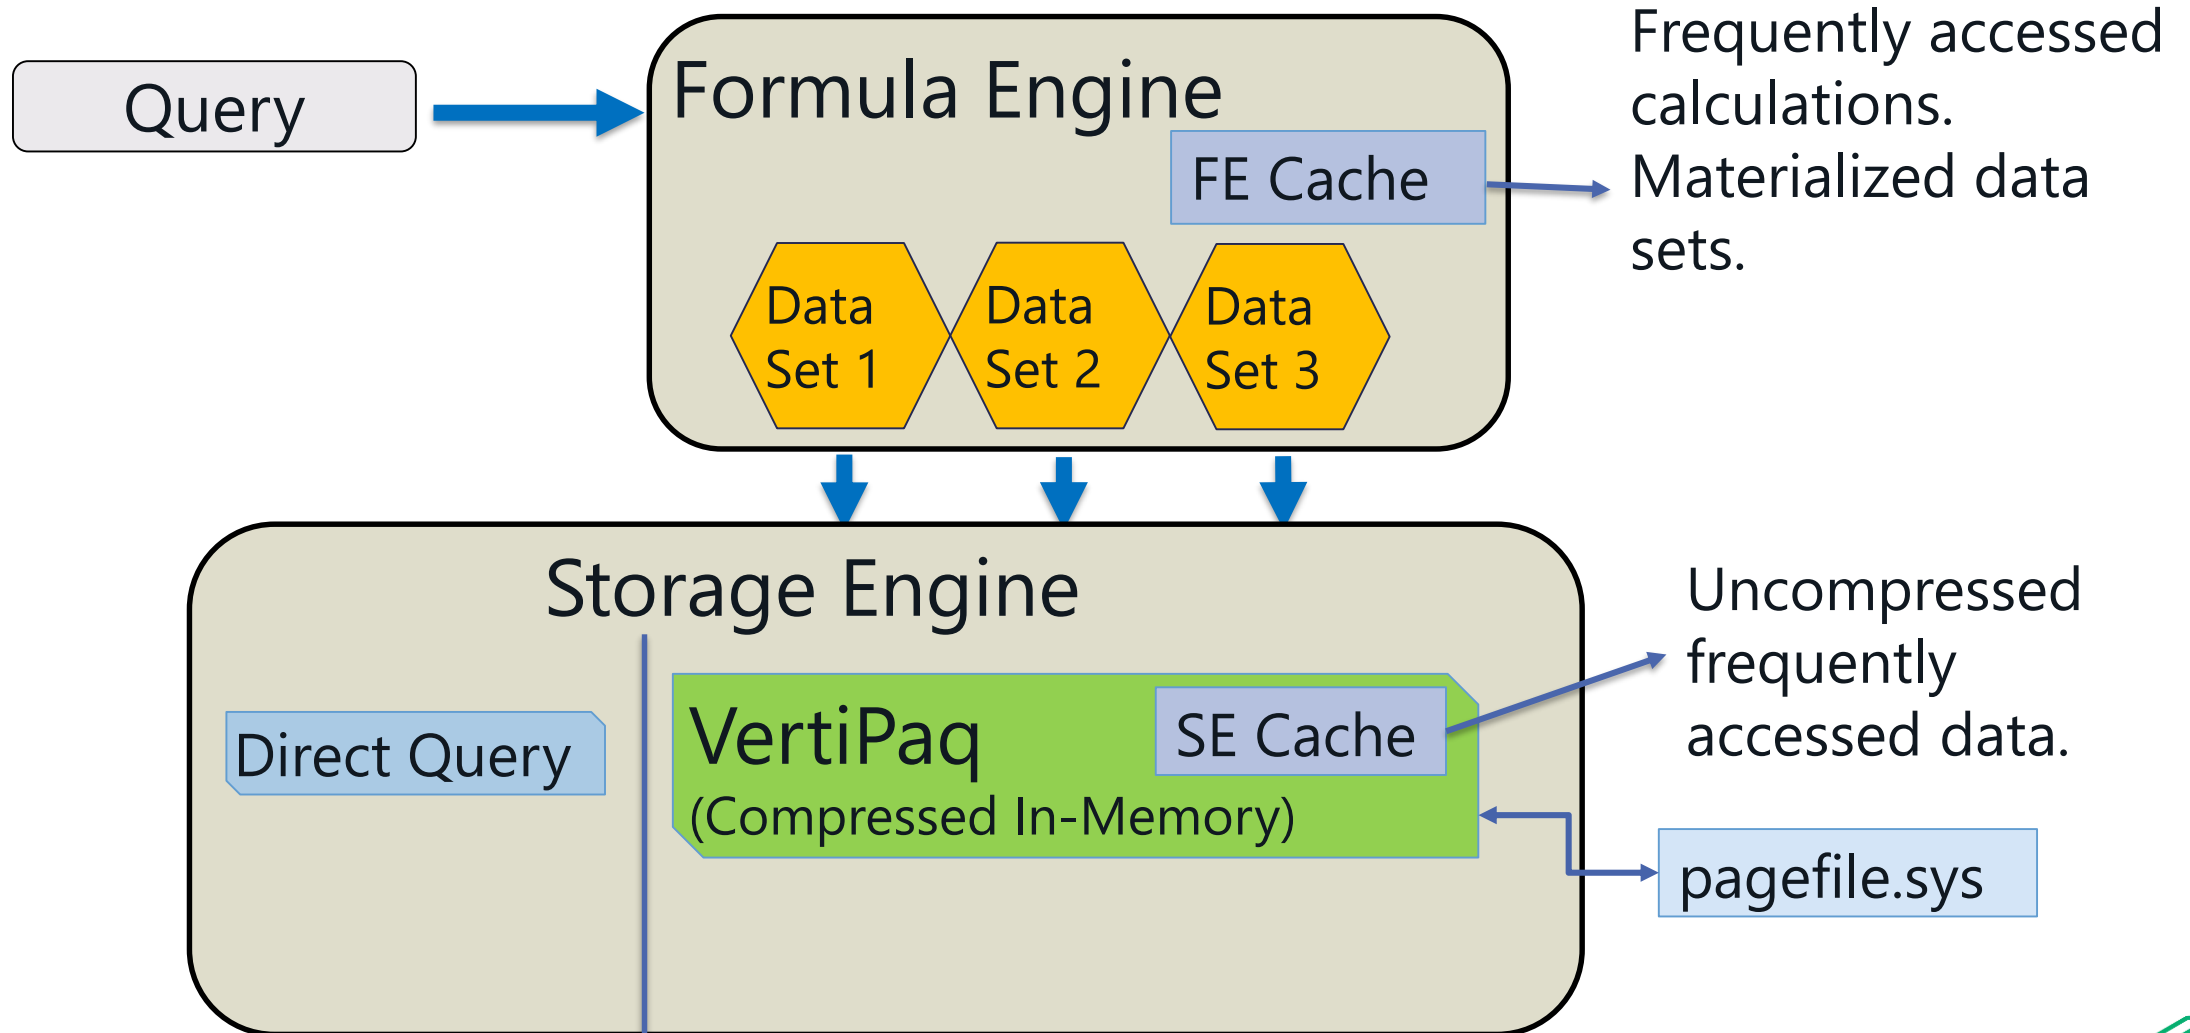 Query
Formula Engine
FE Cache
Frequently accessed
calculations.
Materialized data
sets.
Data
Set 1
Data
Set 2
Data
Set 3
Storage Engine
Direct Query
VertiPaq
(Compressed In-Memory)
SE Cache
Uncompressed
frequently
accessed data.
pagefile.sys